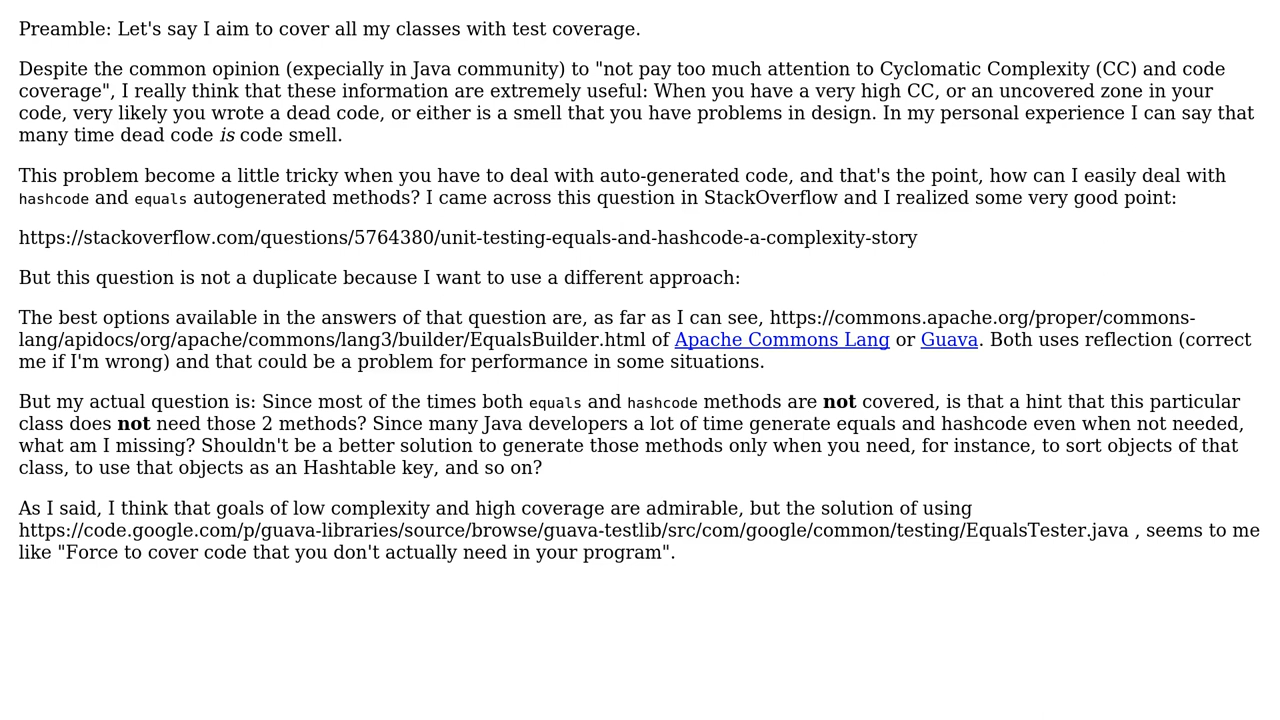 Preamble: Let's say I aim to cover all my classes with test coverage.
Despite the common opinion (expecially in Java community) to "not pay too much attention to Cyclomatic Complexity (CC) and code
coverage", I really think that these information are extremely useful: When you have a very high CC, or an uncovered zone in your
code, very likely you wrote a dead code, or either is a smell that you have problems in design. In my personal experience I can say that
many time dead code is code smell.
This problem become a little tricky when you have to deal with auto-generated code, and that's the point, how can I easily deal with
hashcode and equals autogenerated methods? I came across this question in StackOverflow and I realized some very good point:
https://stackoverflow.com/questions/5764380/unit-testing-equals-and-hashcode-a-complexity-story
But this question is not a duplicate because I want to use a different approach:
The best options available in the answers of that question are, as far as I can see, https://commons.apache.org/proper/commons-
lang/apidocs/org/apache/commons/lang3/builder/EqualsBuilder.html of Apache Commons Lang or Guava. Both uses reflection (correct
me if I'm wrong) and that could be a problem for performance in some situations.
But my actual question is: Since most of the times both equals and hashcode methods are not covered, is that a hint that this particular
class does not need those 2 methods? Since many Java developers a lot of time generate equals and hashcode even when not needed,
what am I missing? Shouldn't be a better solution to generate those methods only when you need, for instance, to sort objects of that
class, to use that objects as an Hashtable key, and so on?
As I said, I think that goals of low complexity and high coverage are admirable, but the solution of using
https://code.google.com/p/guava-libraries/source/browse/guava-testlib/src/com/google/common/testing/EqualsTester.java , seems to me
like "Force to cover code that you don't actually need in your program".